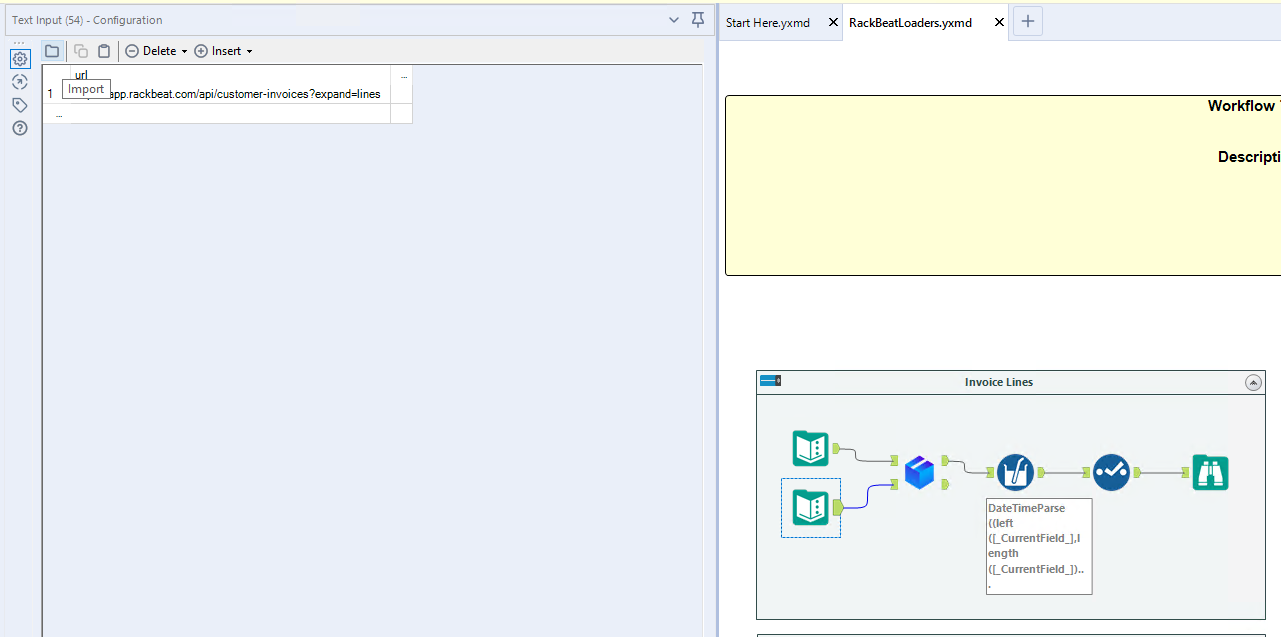 Text Input (54) - Configuration
Delete
Insert
url
...
Import
1
app.rackbeat.com/api/customer-invoices?expand=lines
...
Start Here.yxmd
RackBeatLoaders.yxmd
Workflow
Descripti
Invoice Lines
DateTimeParse
((left
([_CurrentField_],l
ength
([_CurrentField_])..
.